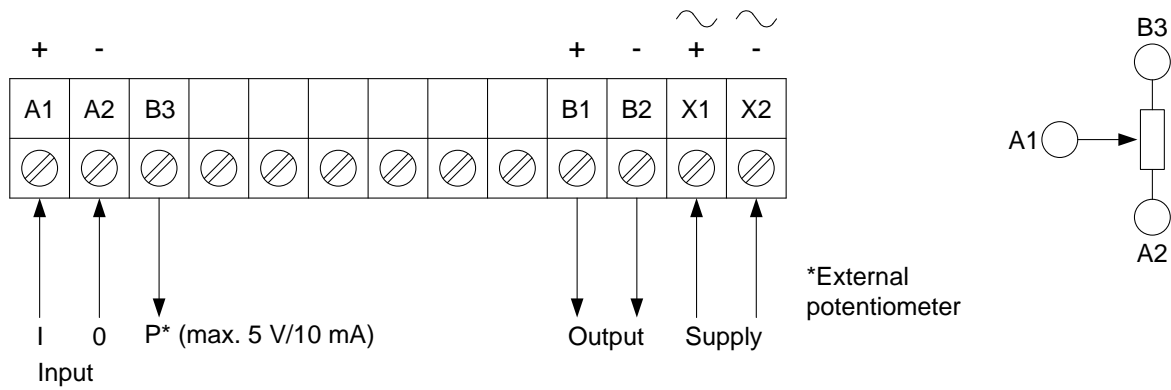 + - + - + -
A1 A2 B3 B1 B2 X1 X2
I 0 P* (max. 5 V/10 mA) Output Supply
Input
*External
potentiometer
B3
A1
A2